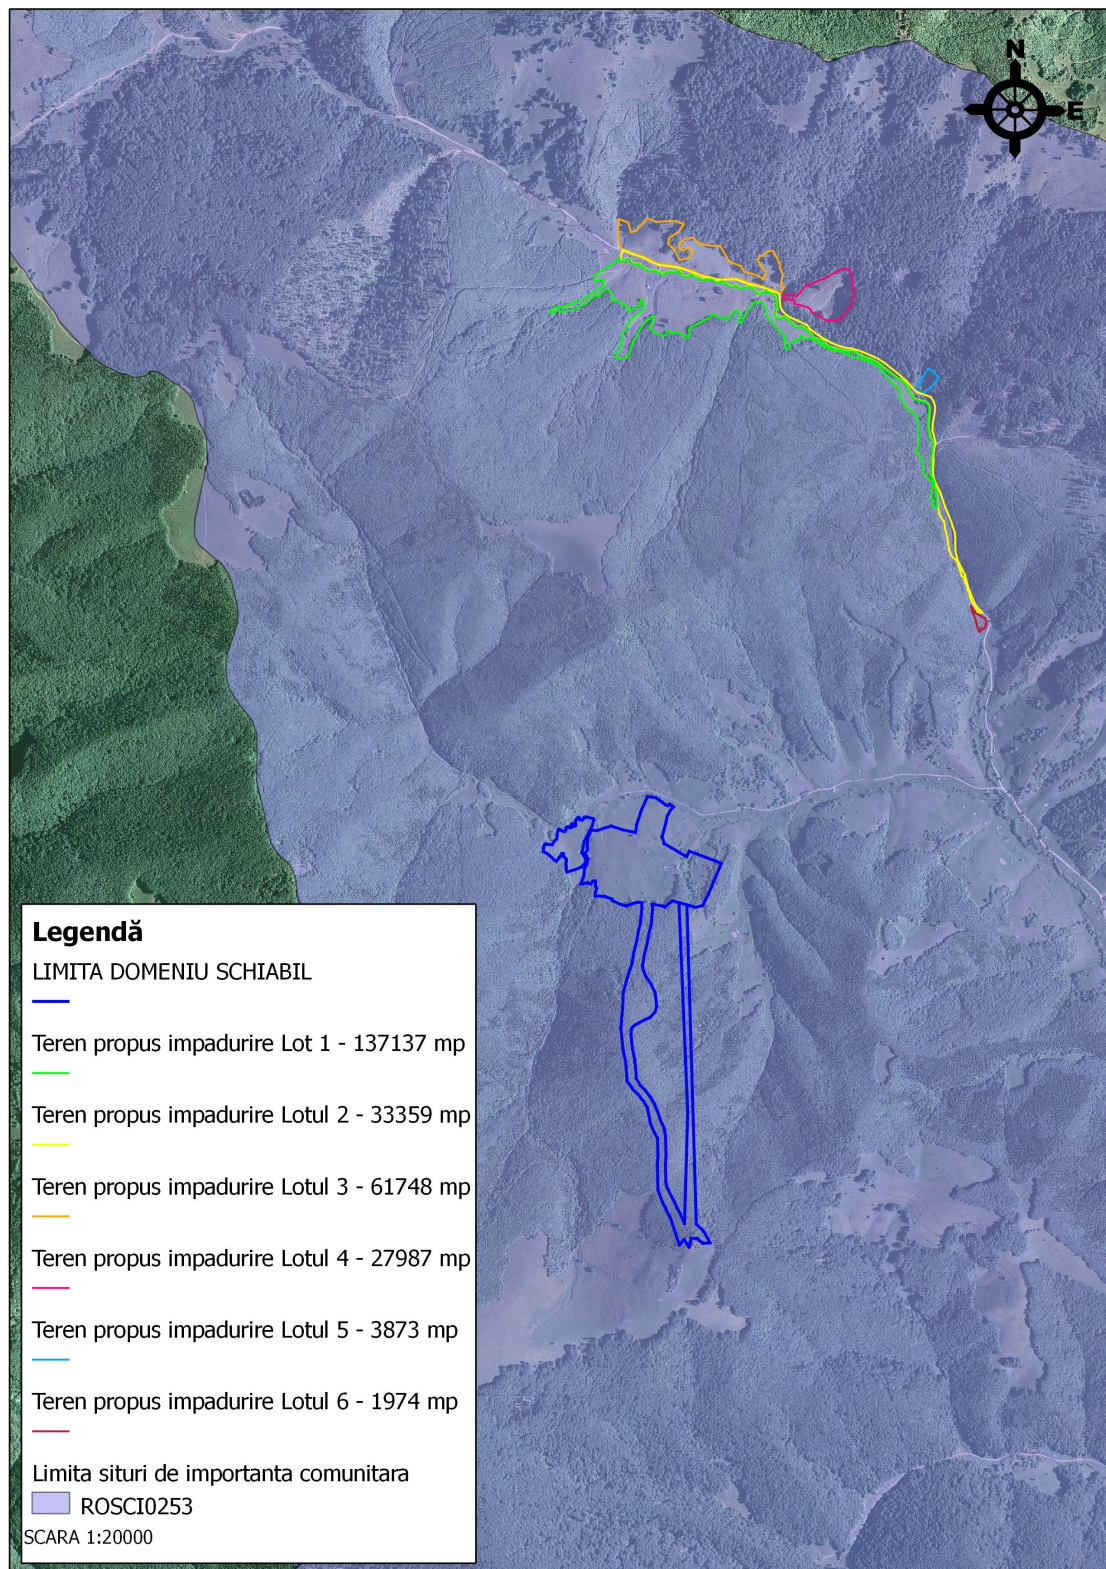 N
E
Legendă
LIMITA DOMENIU SCHIABIL
Teren propus impadurire Lot 1 - 137137 mp
Teren propus impadurire Lotul 2 - 33359 mp
Teren propus impadurire Lotul 3 - 61748 mp
Teren propus impadurire Lotul 4 - 27987 mp
Teren propus impadurire Lotul 5 - 3873 mp
Teren propus impadurire Lotul 6 - 1974 mp
Limita situri de importanta comunitara
ROSCI0253
SCARA 1:20000